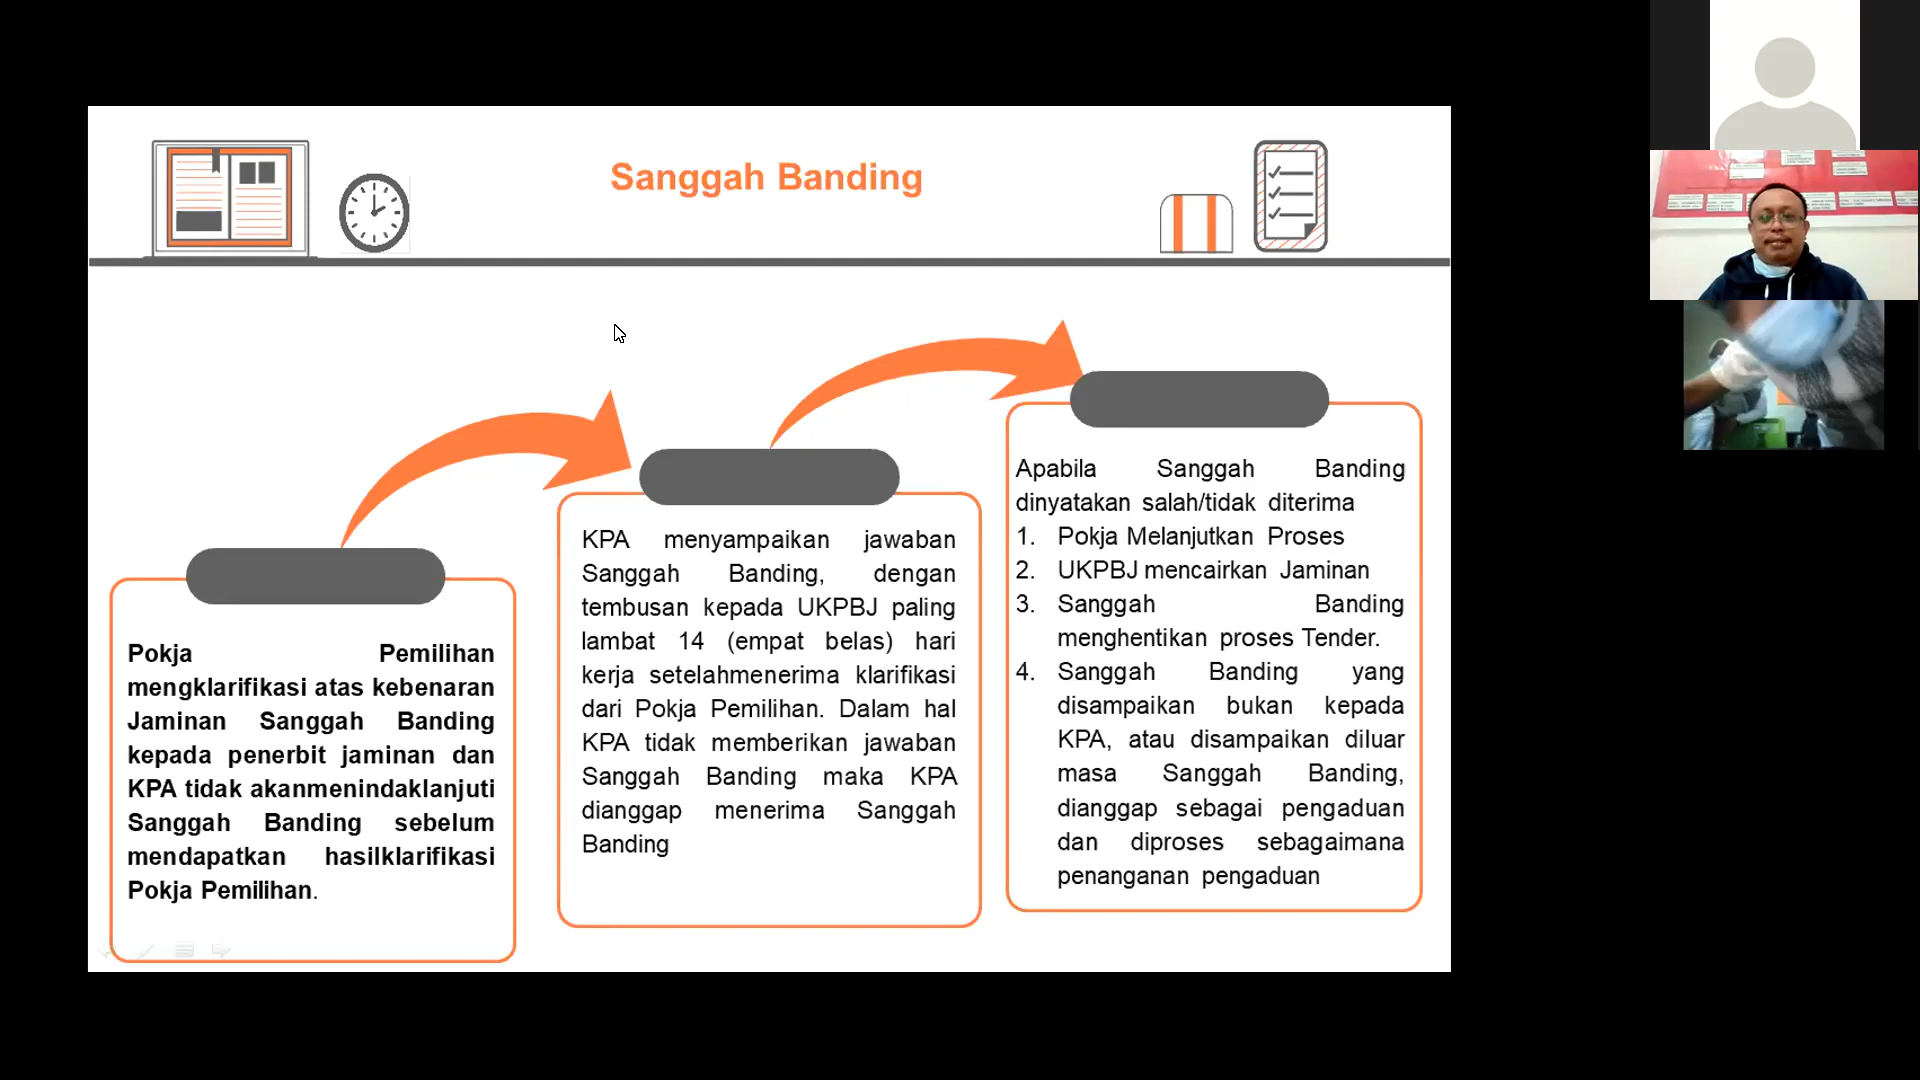 Sanggah Banding
Pokja Pemilihan
mengklarifikasi atas kebenaran
Jaminan Sanggah Banding
kepada penerbit jaminan dan
KPA tidak akanmenindaklanjuti
Sanggah Banding sebelum
mendapatkan hasilklarifikasi
Pokja Pemilihan.
KPA menyampaikan jawaban
Sanggah Banding, dengan
tembusan kepada UKPBJ paling
lambat 14 (empat belas) hari
kerja setelahmenerima klarifikasi
dari Pokja Pemilihan. Dalam hal
KPA tidak memberikan jawaban
Sanggah Banding maka KPA
dianggap menerima Sanggah
Banding
Apabila Sanggah Banding
dinyatakan salah/tidak diterima
1. Pokja Melanjutkan Proses
2. UKPBJ mencairkan Jaminan
3. Sanggah Banding
menghentikan proses Tender.
4. Sanggah Banding yang
disampaikan bukan kepada
KPA, atau disampaikan diluar
masa Sanggah Banding,
dianggap sebagai pengaduan
dan diproses sebagaimana
penanganan pengaduan